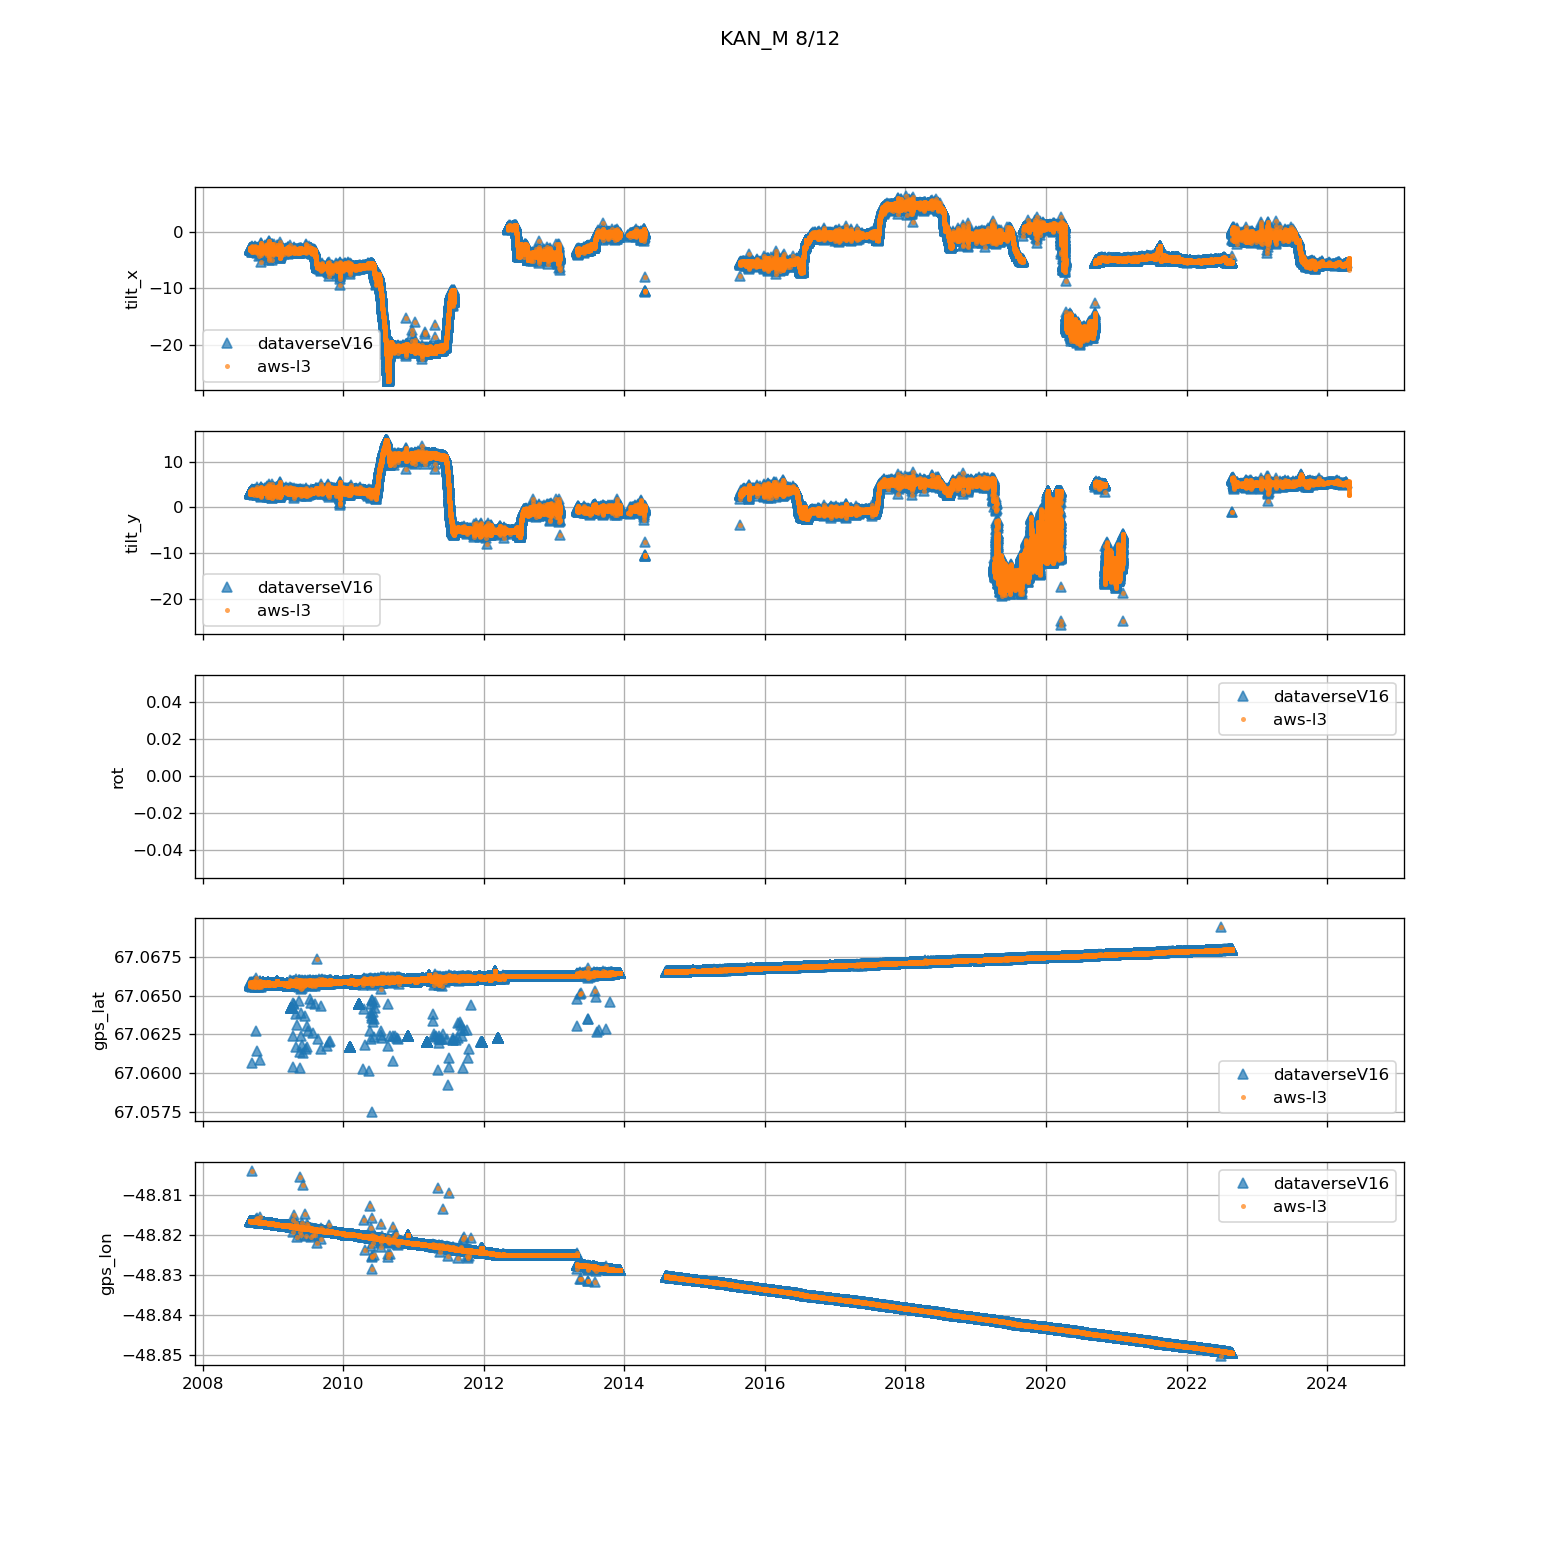 KAN_M 8/12
0
−10
−20
tilt_x
dataverseV16
aws-l3
10
0
−10
−20
tilt_y
dataverseV16
aws-l3
0.04
0.02
0.00
−0.02
−0.04
rot
dataverseV16
aws-l3
67.0675
67.0650
67.0625
67.0600
67.0575
gps_lat
dataverseV16
aws-l3
−48.81
−48.82
−48.83
−48.84
−48.85
gps_lon
dataverseV16
aws-l3
2008 2010 2012 2014 2016 2018 2020 2022 2024